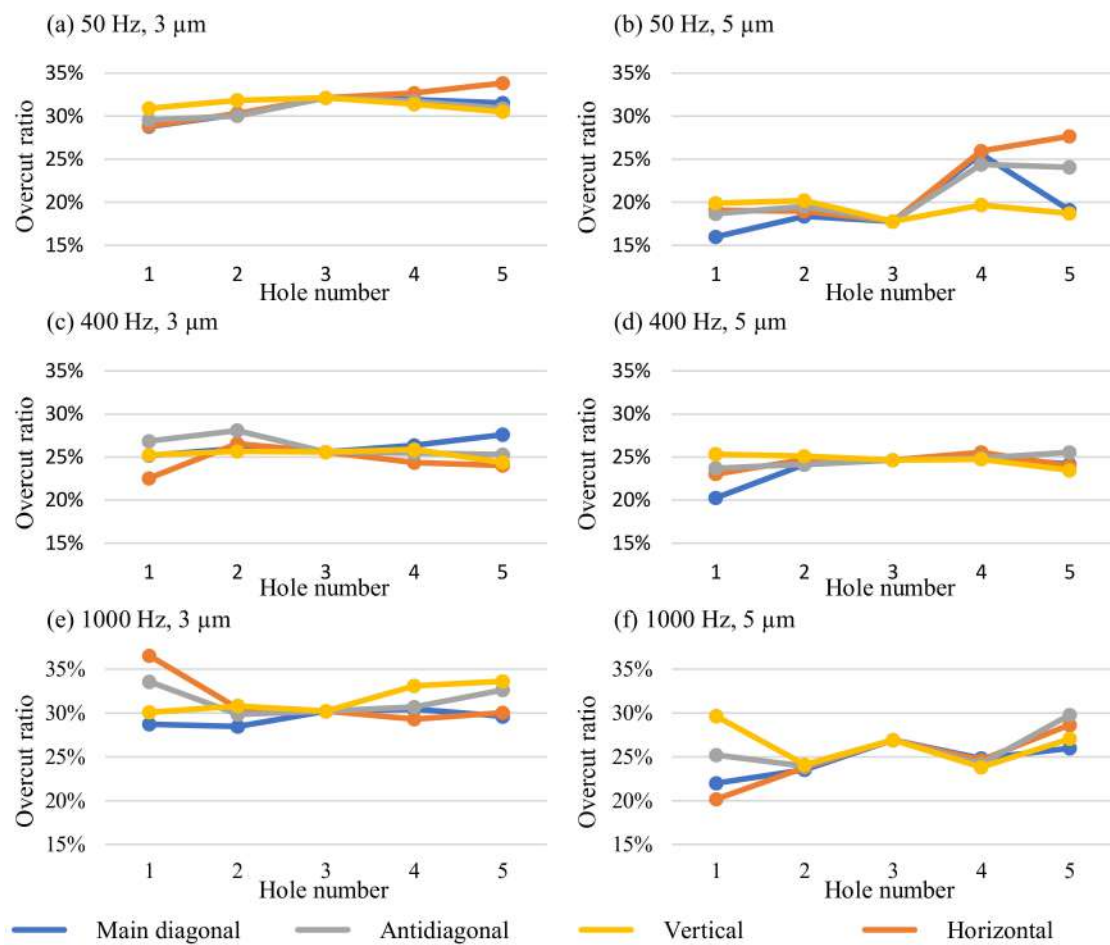 (a) 50 Hz, 3 µm
35%
30%
25%
20%
15%
Overcut ratio
1 2 3 4 5
Hole number
(b) 50 Hz, 5 µm
35%
30%
25%
20%
15%
Overcut ratio
1 2 3 4 5
Hole number
(c) 400 Hz, 3 µm
35%
30%
25%
20%
15%
Overcut ratio
1 2 3 4 5
Hole number
(d) 400 Hz, 5 µm
35%
30%
25%
20%
15%
Overcut ratio
1 2 3 4 5
Hole number
(e) 1000 Hz, 3 µm
35%
30%
25%
20%
15%
Overcut ratio
1 2 3 4 5
Hole number
(f) 1000 Hz, 5 µm
35%
30%
25%
20%
15%
Overcut ratio
1 2 3 4 5
Hole number
Main diagonal Antidiagonal Vertical Horizontal